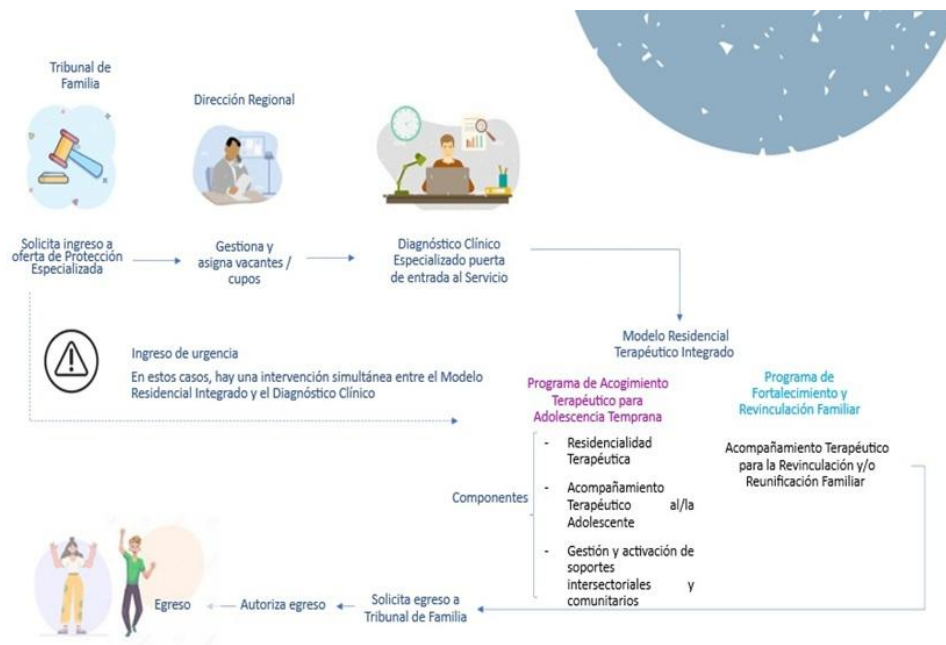 Tribunal de
Familia
Dirección Regional
Solicita ingreso a
oferta de Protección
Especializada
Gestiona y
asigna vacantes /
cupos
Diagnóstico Clínico
Especializado puerta
de entrada al Servicio
Ingreso de urgencia
En estos casos, hay una intervención simultánea entre el Modelo
Residencial Integrado y el Diagnóstico Clínico
Modelo Residencial
Terapéutico Integrado
Programa de Acogimiento
Terapéutico para
Adolescencia Temprana
Programa de
Fortalecimiento y
Revinculación Familiar
Componentes
- Residencialidad
Terapéutica
- Acompañamiento
Terapéutico al/la
Adolescente
- Gestión y activación de
soportes
intersectoriales y
comunitarios
Acompañamiento Terapéutico
para la Revinculación y/o
Reunificación Familiar
Solicita egreso a
Tribunal de Familia
Autoriza egreso
Egreso